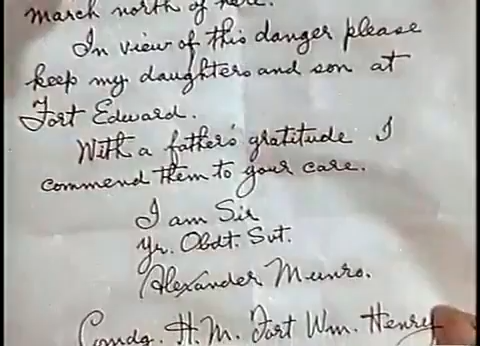 March north of here.
In view of this danger please
keep my daughters and son at
Fort Edward.
With a father's gratitude I
commend them to your care.
I am Sir
Yr. Obdt. Svt.
Alexander Munro.
Comdg. H. M. Fort Wm. Henry